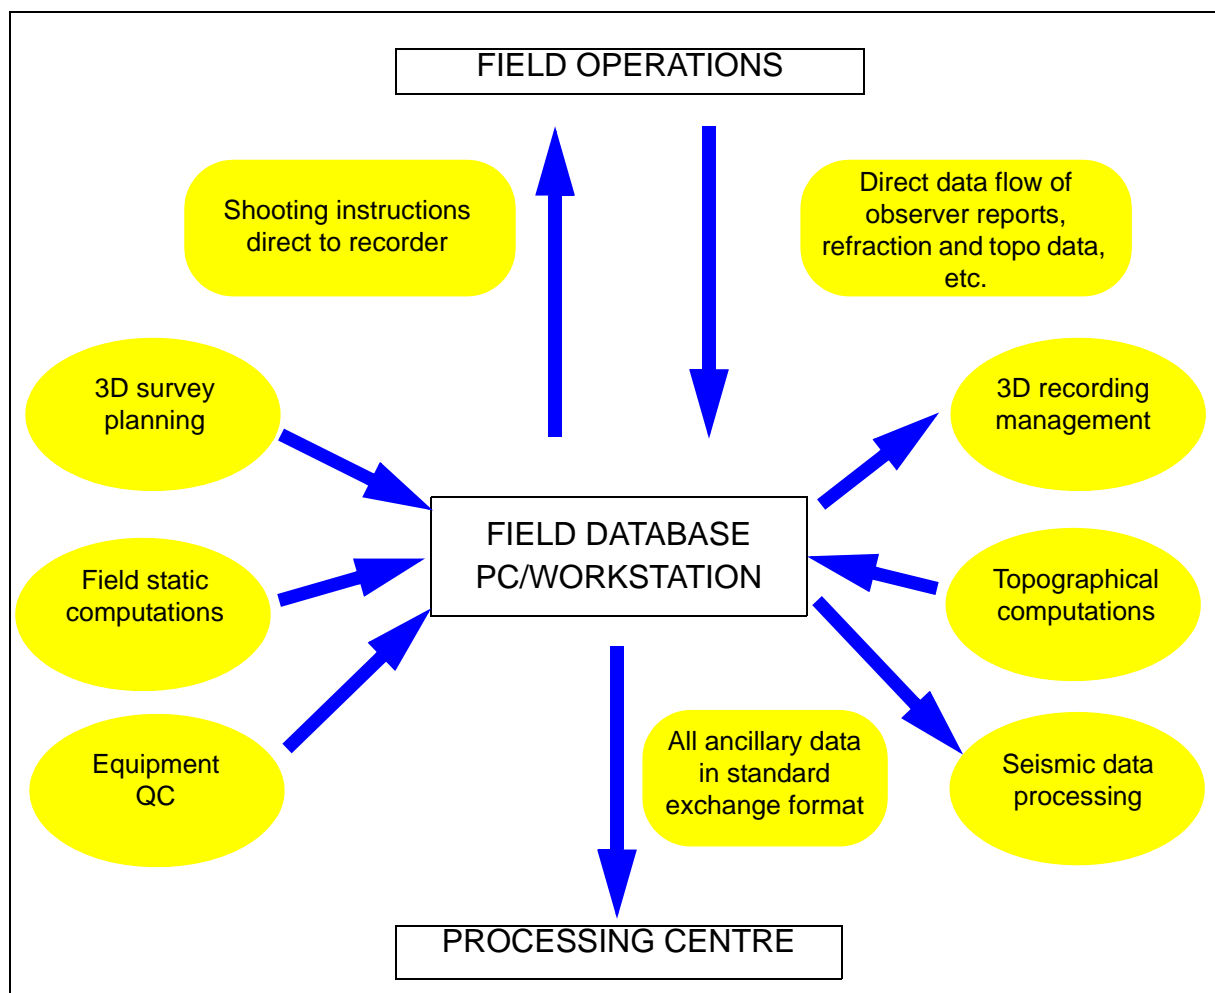 FIELD OPERATIONS
Shooting instructions
direct to recorder
Direct data flow of
observer reports,
refraction and topo data,
etc.
3D survey
planning
3D recording
management
FIELD DATABASE
PC/WORKSTATION
Field static
computations
Topographical
computations
Equipment
QC
All ancillary data
in standard
exchange format
Seismic data
processing
PROCESSING CENTRE